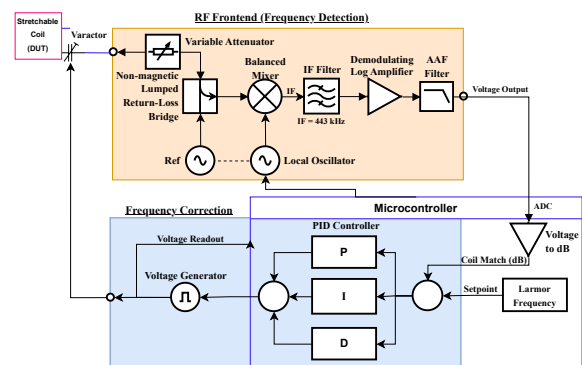 RF Frontend (Frequency Detection)
Stretchable
Coil
(DUT)
Varactor
Variable Attenuator
Non-magnetic
Lumped
Return-Loss
Bridge
Balanced
Mixer
IF
IF Filter
IF = 443 kHz
Demodulating
Log Amplifier
AAF
Filter
Voltage Output
Ref
Local Oscillator
Microcontroller
ADC
Voltage
to dB
Frequency Correction
PID Controller
Voltage Readout
Voltage Generator
P
I
D
Coil Match (dB)
Setpoint
Larmor
Frequency